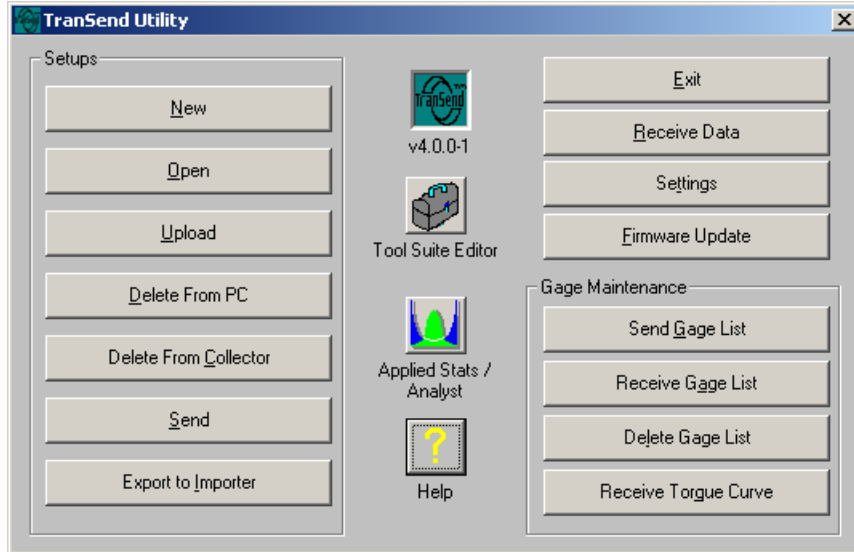 TranSend Utility
Setups
New
Open
Upload
Delete From PC
Delete From Collector
Send
Export to Importer
TranSend
TM
v4.0.0-1
Tool Suite Editor
Applied Stats /
Analyst
?
Help
Exit
Receive Data
Settings
Firmware Update
Gage Maintenance
Send Gage List
Receive Gage List
Delete Gage List
Receive Torgue Curve